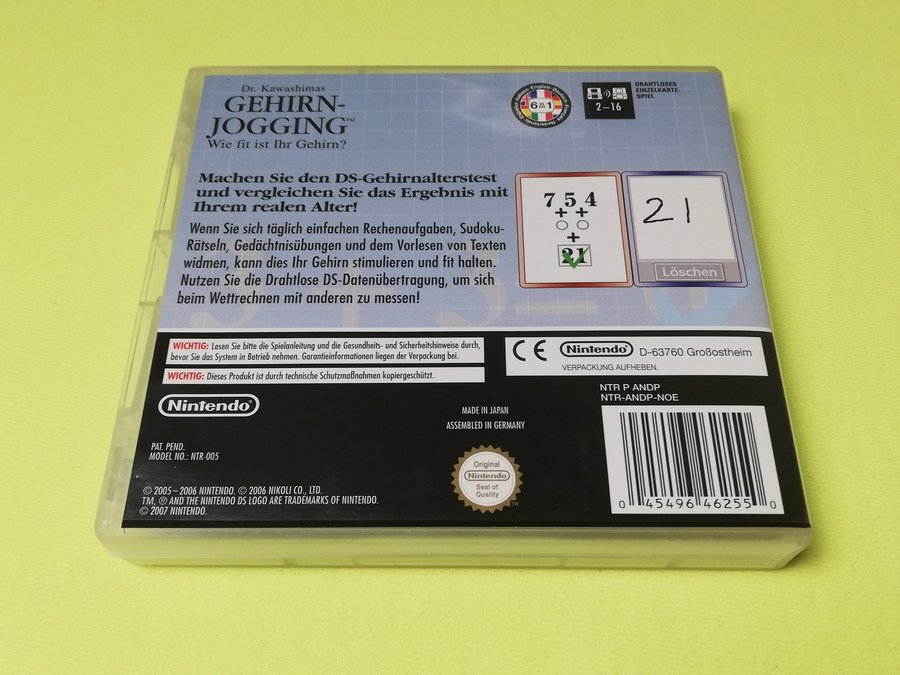 Dr. Kawashimas
GEHIRN-
JOGGING™
Wie fit ist Ihr Gehirn?
English
6 in 1
2–16
DRAHTLOSES
EINZELKARTE-
SPIEL
Machen Sie den DS-Gehirnalterstest
und vergleichen Sie das Ergebnis mit
Ihrem realen Alter!
Wenn Sie sich täglich einfachen Rechenaufgaben, Sudoku-
Rätseln, Gedächtnisübungen und dem Vorlesen von Texten
widmen, kann dies Ihr Gehirn stimulieren und fit halten.
Nutzen Sie die Drahtlose DS-Datenübertragung, um sich
beim Wettrechnen mit anderen zu messen!
7 5 4
+ +
+
21
21
Löschen
WICHTIG: Lesen Sie bitte die Spielanleitung und die Gesundheits- und Sicherheitshinweise durch,
bevor Sie das System in Betrieb nehmen. Garantieinformationen liegen der Verpackung bei.
WICHTIG: Dieses Produkt ist durch technische Schutzmaßnahmen kopiergeschützt.
CE Nintendo® D-63760 Großostheim
VERPACKUNG AUFHEBEN.
NTR P ANDP
NTR-ANDP-NOE
Nintendo®
MADE IN JAPAN
ASSEMBLED IN GERMANY
PAT. PEND.
MODEL NO.: NTR-005
Original
Nintendo®
Seal of
Quality
TM
© 2005–2006 NINTENDO. © 2006 NIKOLI CO., LTD.
TM, ® AND THE NINTENDO DS LOGO ARE TRADEMARKS OF NINTENDO.
© 2007 NINTENDO.
0 45496 46255 0